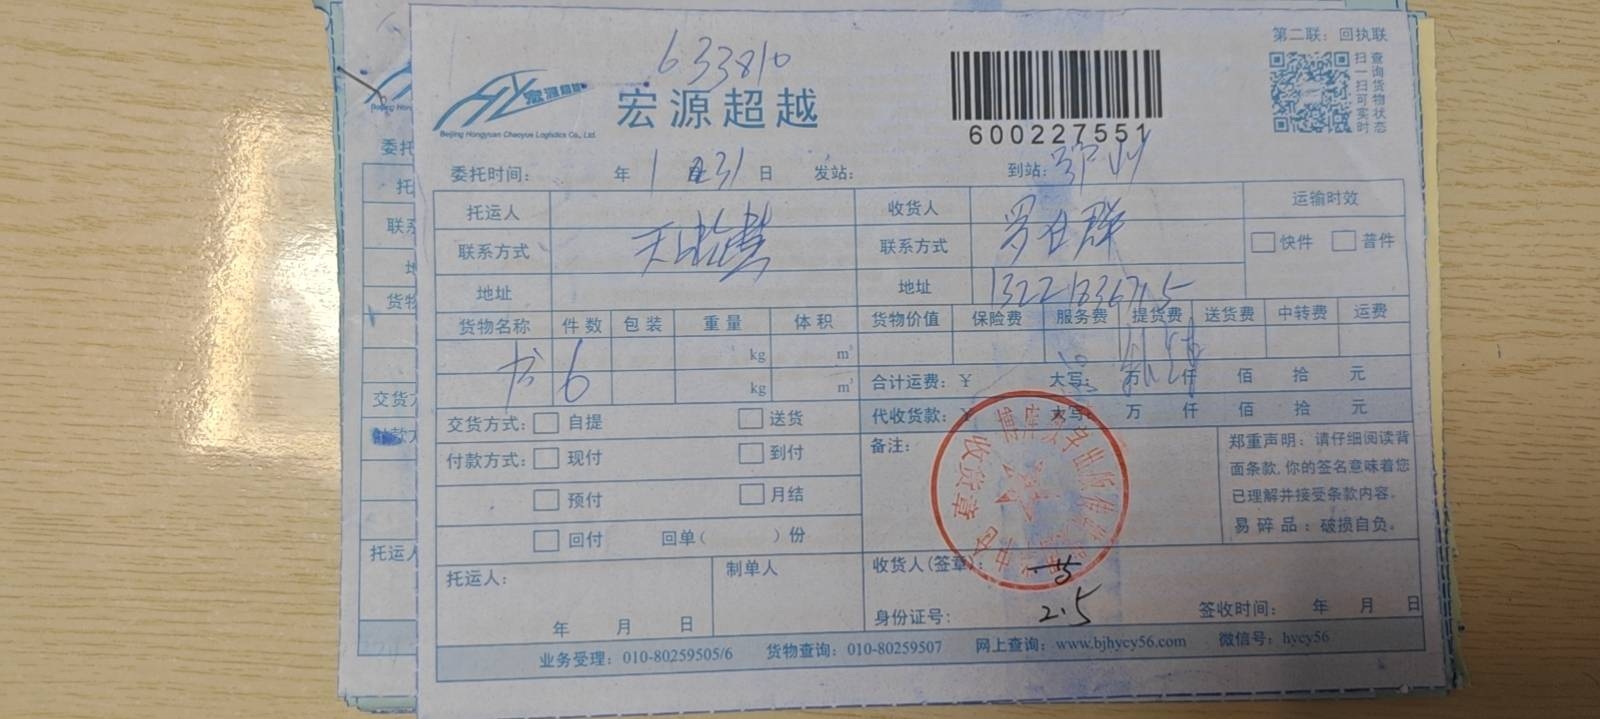 第二联：回执联
633810
宏源超越
宏源超越
Beijing Hongyuan Chaoyue Logistics Co., Ltd.
600227551
扫一扫可实时
查询货物状态
委托时间： 年 1 月 31 日 发站： 到站：
托运人 收货人 运输时效
联系方式 联系方式 快件 普件
地址 地址 13221836715
货物名称 件数 包装 重量 体积 货物价值 保险费 服务费 提货费 送货费 中转费 运费
kg m³
书 6 kg m³
合计运费：¥ 大写： 万 仟 佰 拾 元
代收货款：¥ 大写： 万 仟 佰 拾 元
交货方式： 自提 送货
付款方式： 现付 到付
预付 月结
回付 回单（ ）份
备注：
收货章
郑重声明：请仔细阅读背
面条款,你的签名意味着您
已理解并接受条款内容。
易碎品：破损自负。
托运人： 制单人 收货人(签章)：
2.5
年 月 日 身份证号： 签收时间： 年 月 日
业务受理：010-80259505/6 货物查询：010-80259507 网上查询：www.bjhycy56.com 微信号：hycy56